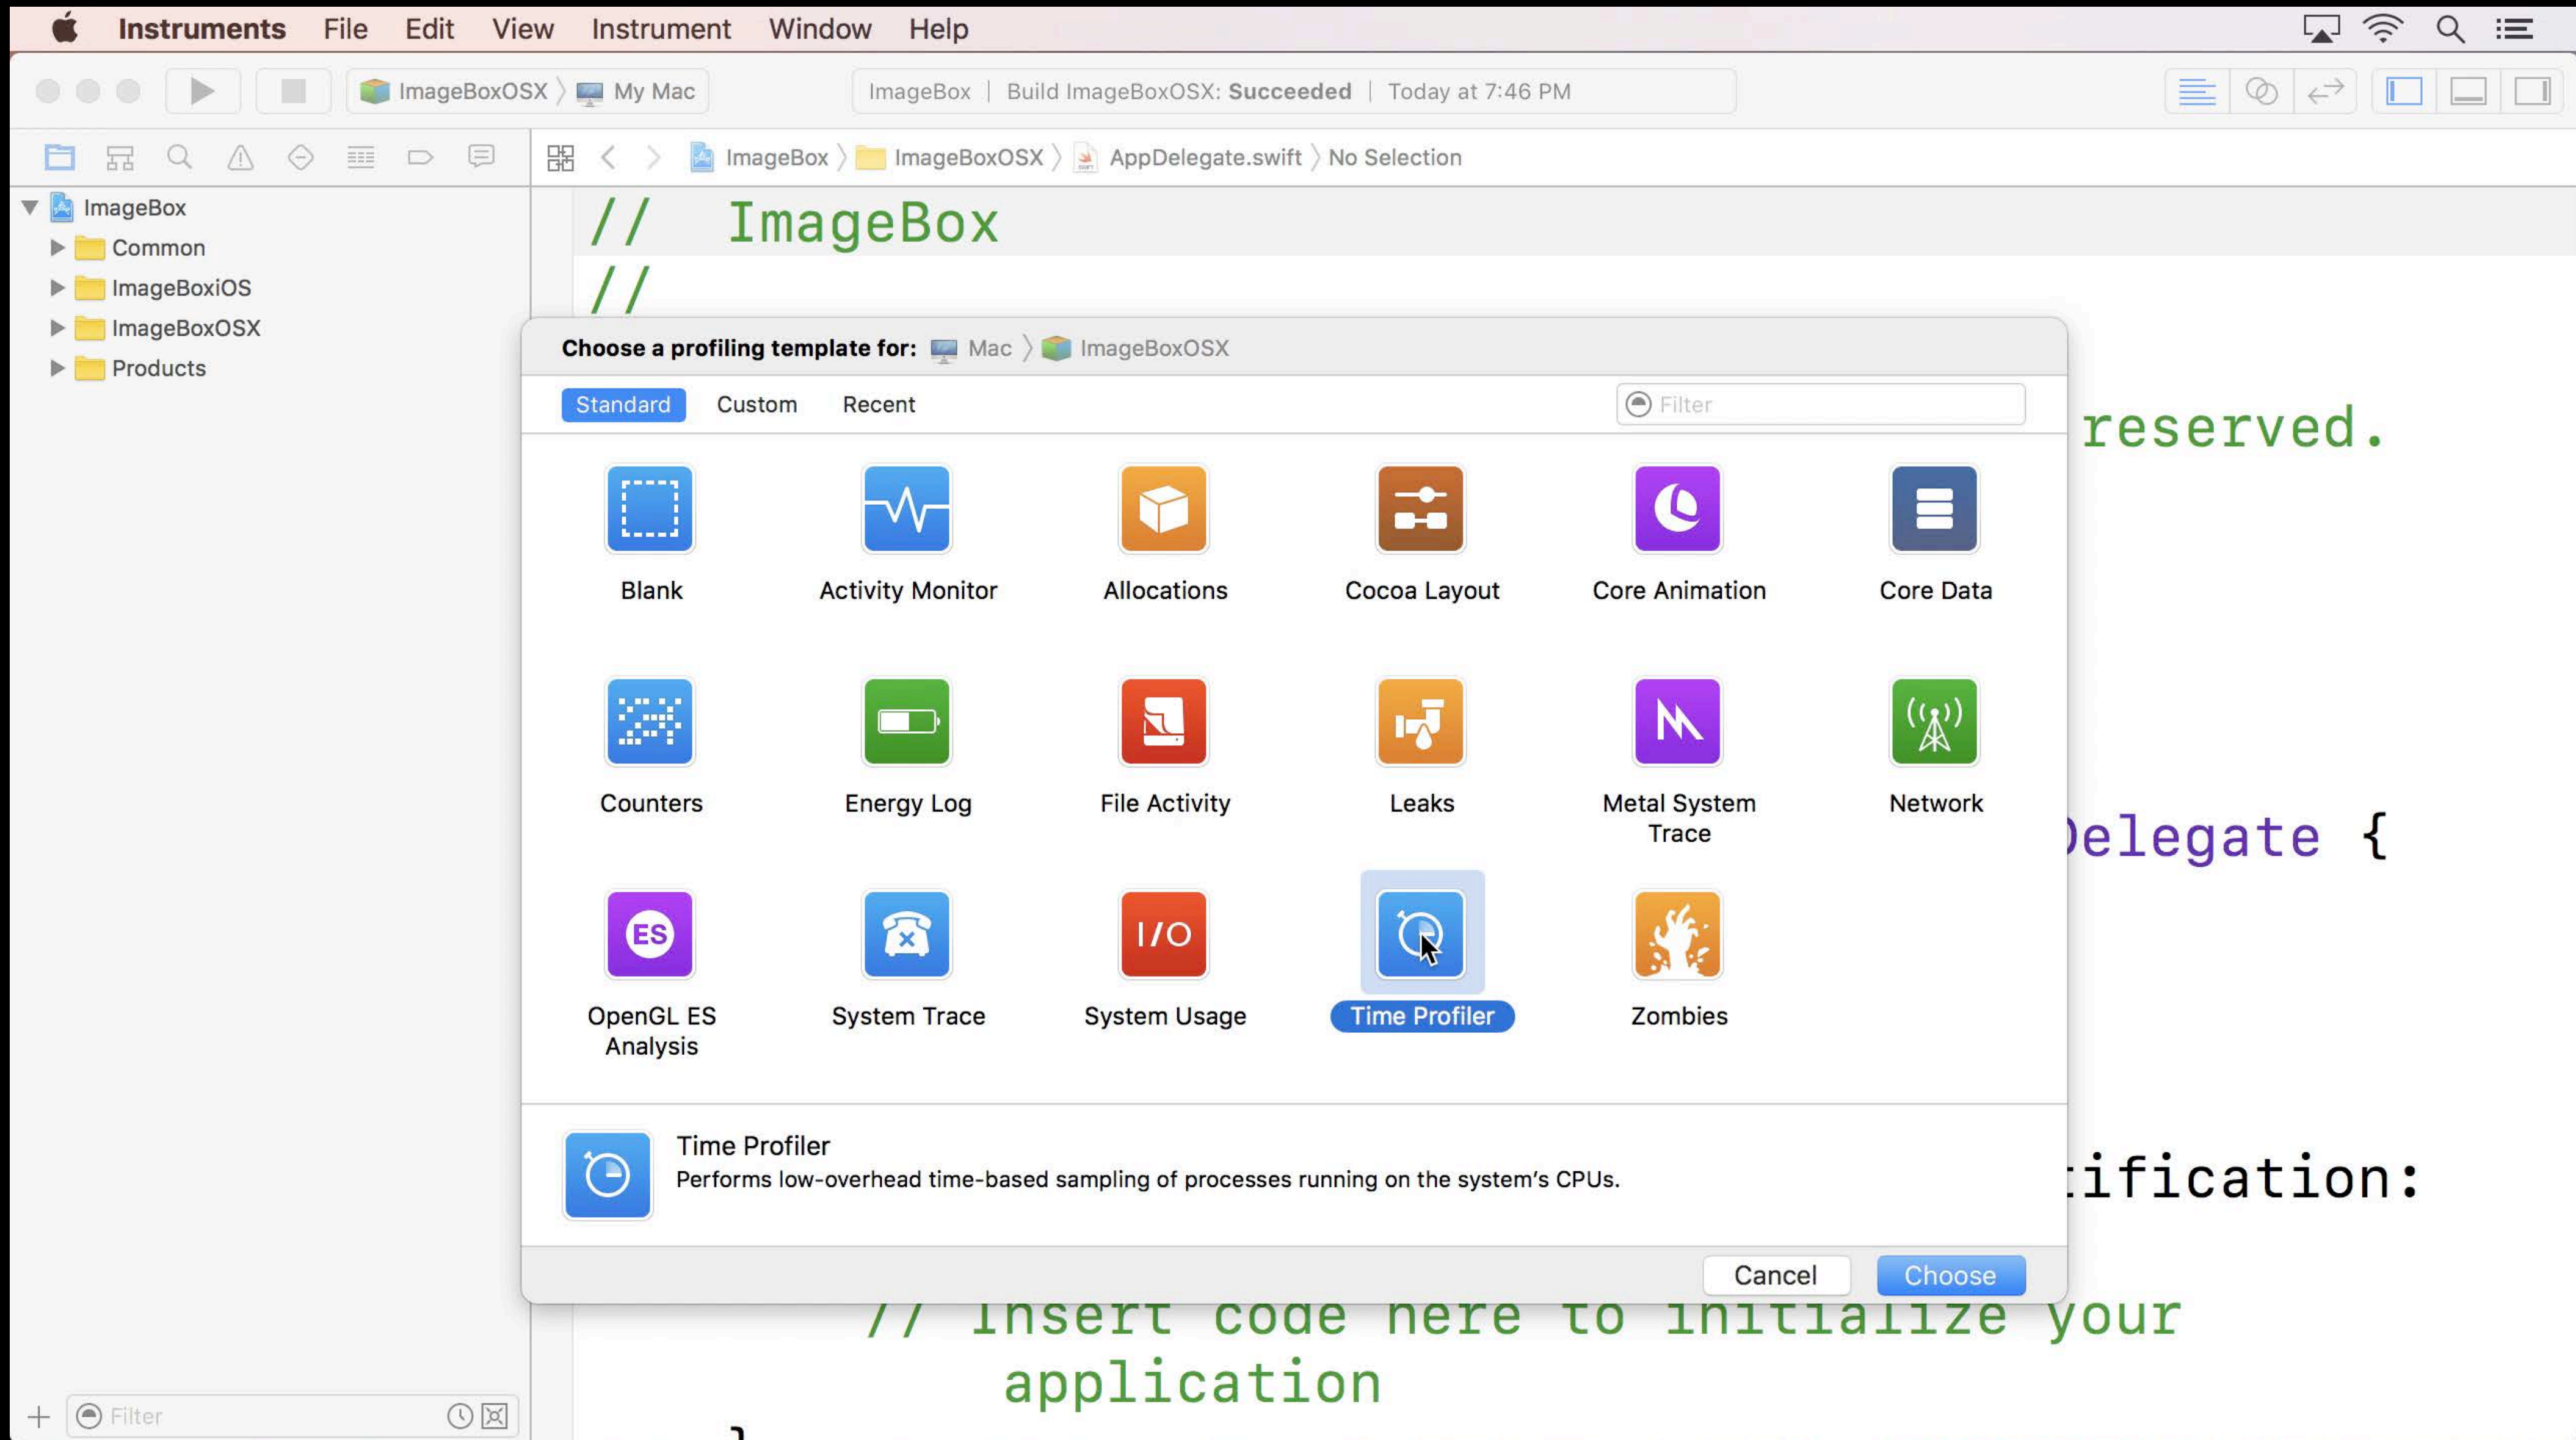 Instruments File Edit View Instrument Window Help
ImageBoxOSX My Mac
ImageBox | Build ImageBoxOSX: Succeeded | Today at 7:46 PM
ImageBox ImageBoxOSX AppDelegate.swift No Selection
ImageBox
Common
ImageBoxiOS
ImageBoxOSX
Products
// ImageBox
//
Choose a profiling template for: Mac ImageBoxOSX
Standard Custom Recent
Filter
reserved.
Blank
Activity Monitor
Allocations
Cocoa Layout
Core Animation
Core Data
Counters
Energy Log
File Activity
Leaks
Metal System
Trace
Network
Delegate {
ES
OpenGL ES
Analysis
System Trace
I/O
System Usage
Time Profiler
Zombies
Time Profiler
Performs low-overhead time-based sampling of processes running on the system's CPUs.
ification:
Cancel Choose
// Insert code here to initialize your
application
}
Filter